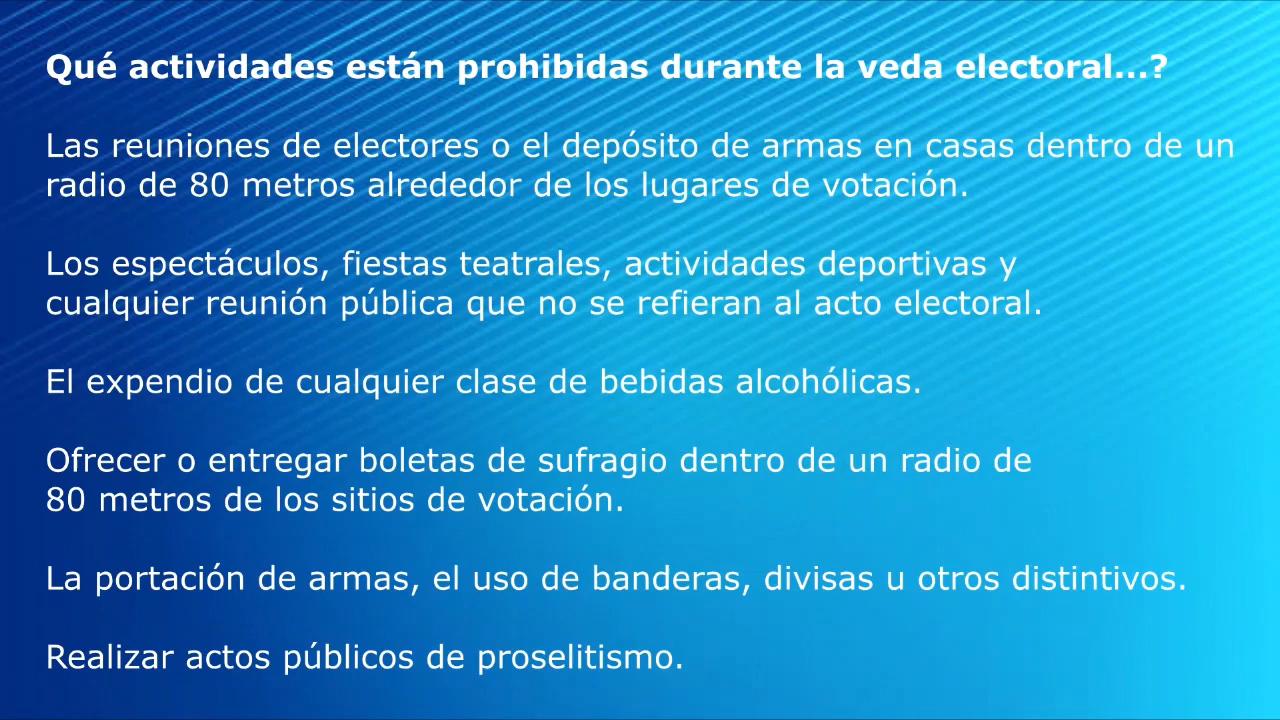 Qué actividades están prohibidas durante la veda electoral...?
Las reuniones de electores o el depósito de armas en casas dentro de un
radio de 80 metros alrededor de los lugares de votación.
Los espectáculos, fiestas teatrales, actividades deportivas y
cualquier reunión pública que no se refieran al acto electoral.
El expendio de cualquier clase de bebidas alcohólicas.
Ofrecer o entregar boletas de sufragio dentro de un radio de
80 metros de los sitios de votación.
La portación de armas, el uso de banderas, divisas u otros distintivos.
Realizar actos públicos de proselitismo.